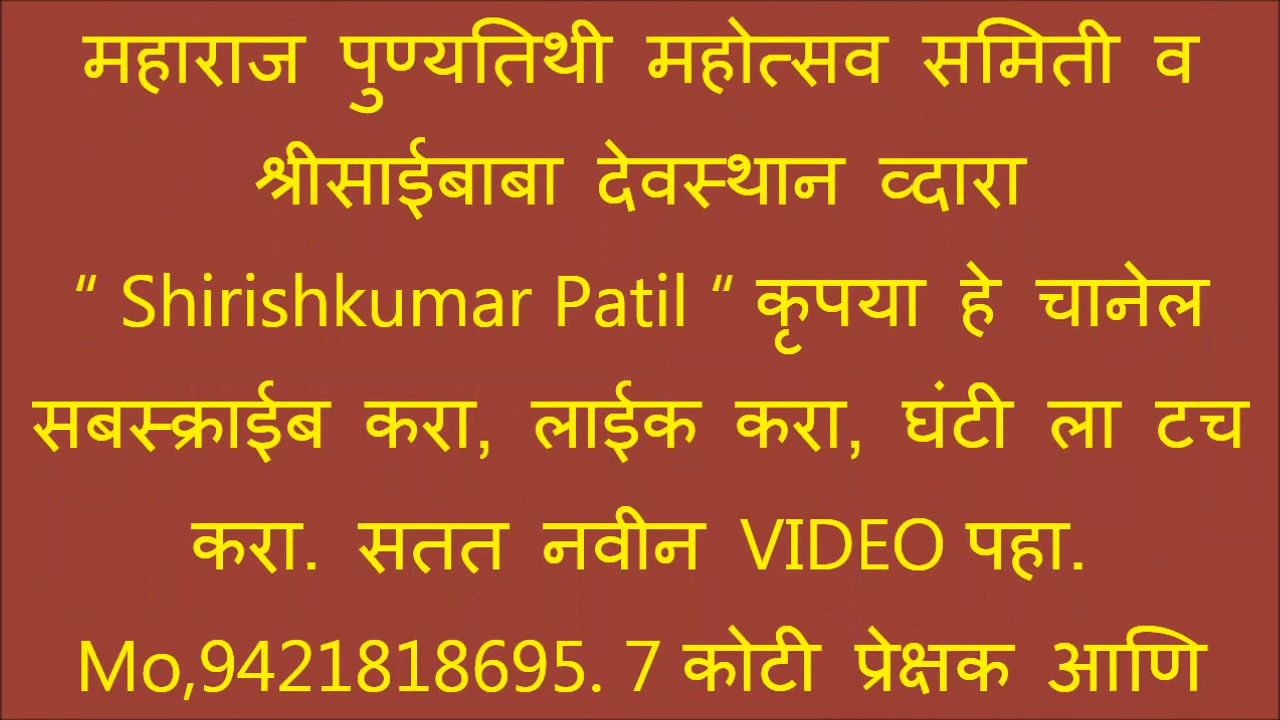 महाराज पुण्यतिथी महोत्सव समिती व
श्रीसाईबाबा देवस्थान व्दारा
“ Shirishkumar Patil “ कृपया हे चानेल
सबस्क्राईब करा, लाईक करा, घंटी ला टच
करा. सतत नवीन VIDEO पहा.
Mo,9421818695. 7 कोटी प्रेक्षक आणि